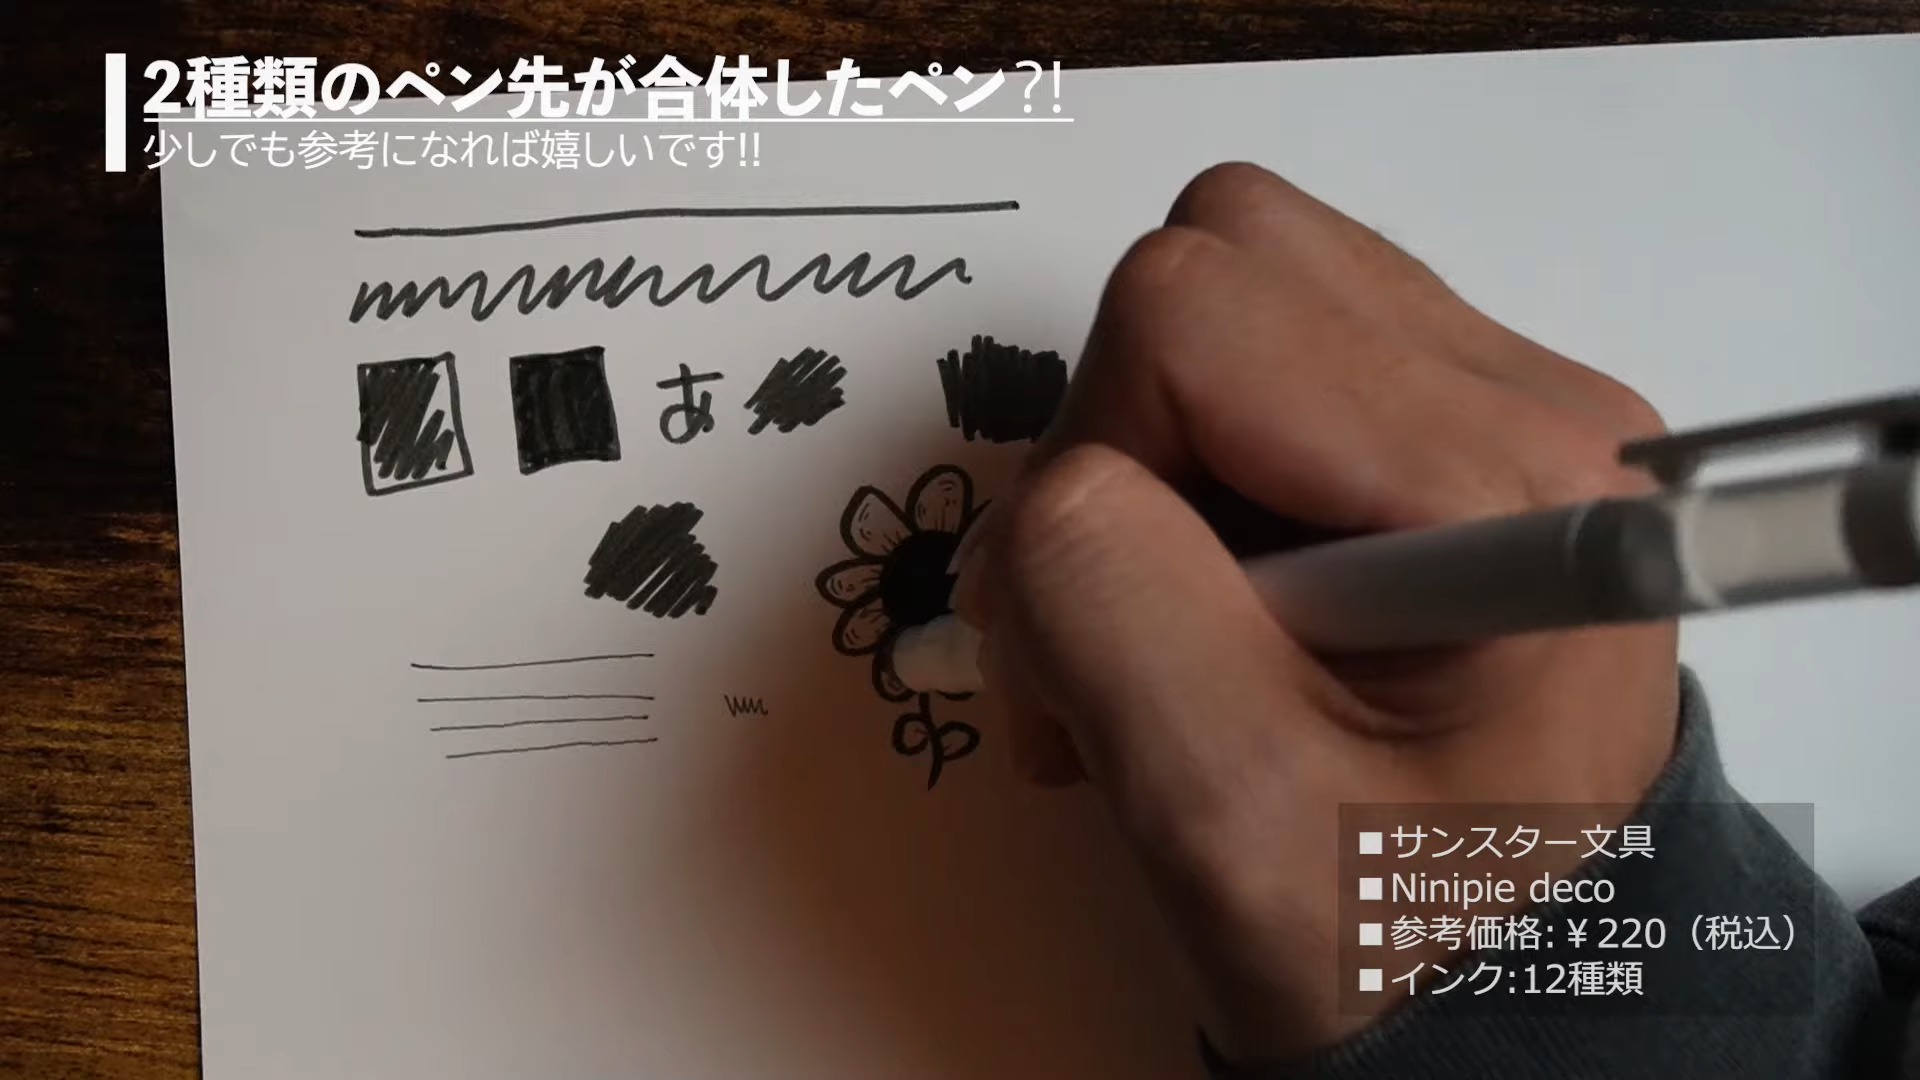 2種類のペン先が合体したペン?!
少しでも参考になれば嬉しいです!!
あ
■サンスター文具
■Ninipie deco
■参考価格:￥220（税込）
■インク:12種類